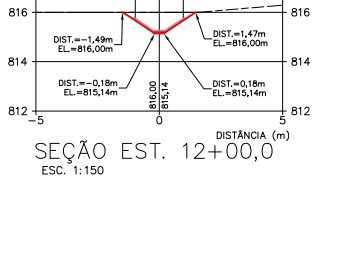 816
816
DIST.=-1,49m
EL.=816,00m
DIST.=1,47m
EL.=816,00m
814
814
DIST.=-0,18m
EL.=815,14m
816,00
815,14
DIST.=0,18m
EL.=815,14m
812
812
-5
0
5
DISTÂNCIA (m)
SEÇÃO EST. 12+00,0
ESC. 1:150